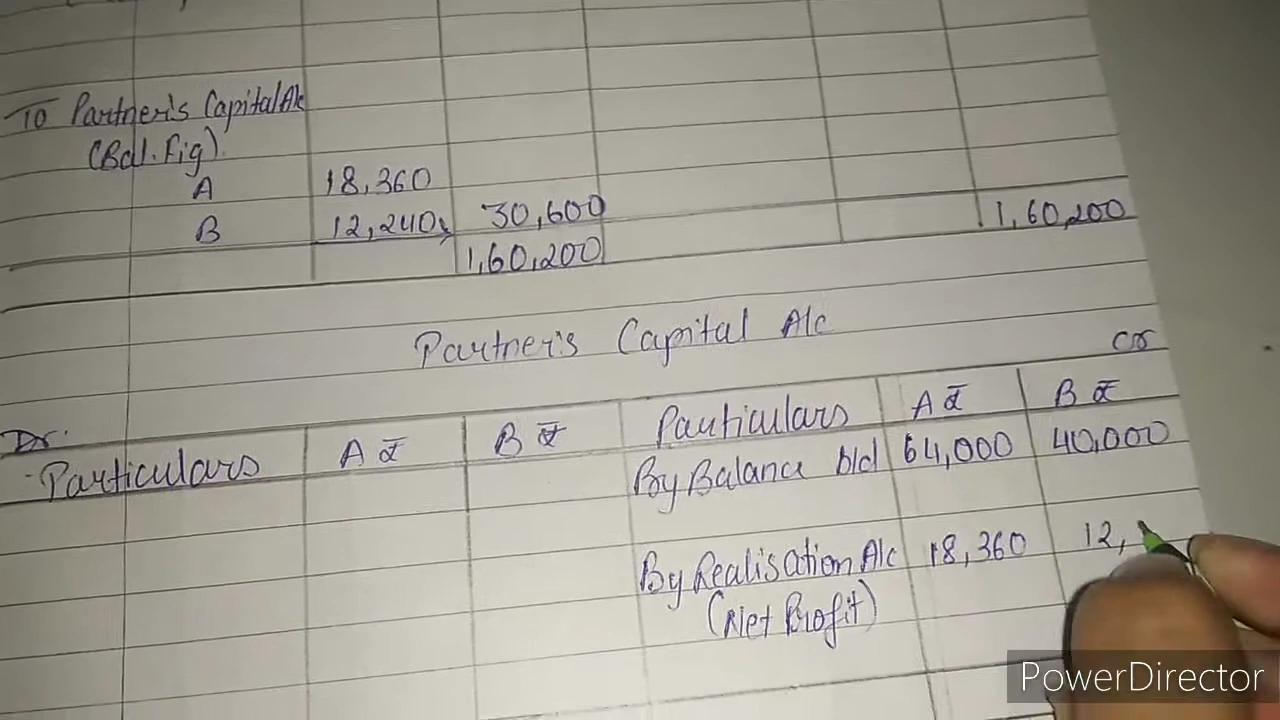 To Partner's Capital A/c
(Bal. Fig).
A 18,360
B 12,240 30,600 1,60,200
1,60,200
Partner's Capital A/c
Dr. Cr
Particulars A ₹ B ₹ Particulars A ₹ B ₹
By Balance b/d 64,000 40,000
By Realisation A/c 18,360 12,
(Net Profit)
PowerDirector